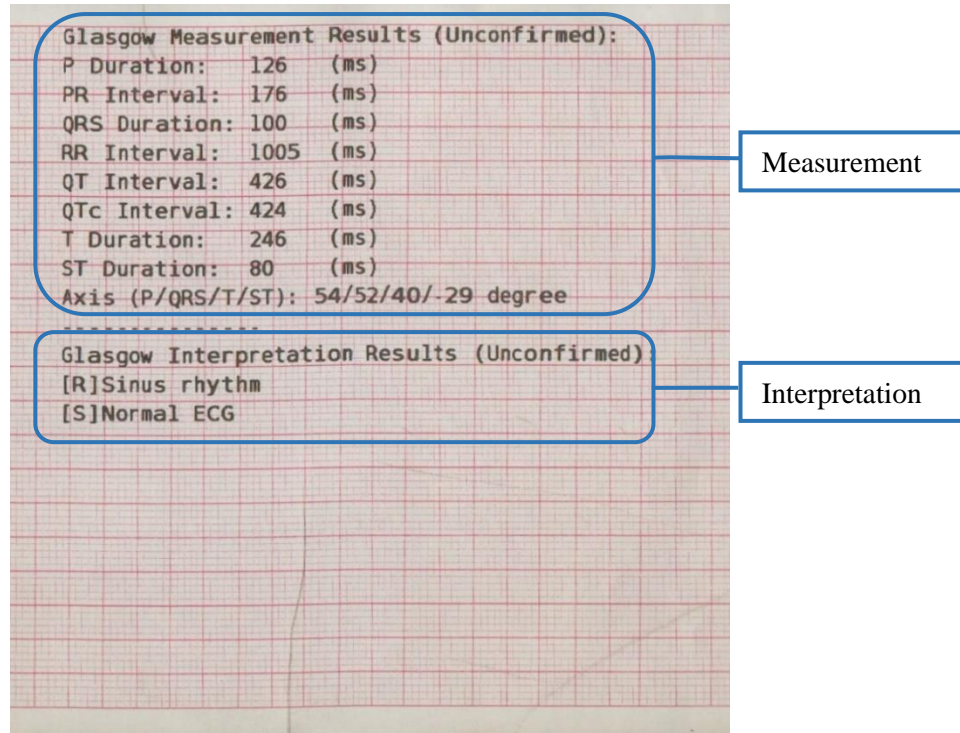 Glasgow Measurement Results (Unconfirmed):
P Duration: 126 (ms)
PR Interval: 176 (ms)
QRS Duration: 100 (ms)
RR Interval: 1005 (ms)
QT Interval: 426 (ms)
QTc Interval: 424 (ms)
T Duration: 246 (ms)
ST Duration: 80 (ms)
Axis (P/QRS/T/ST): 54/52/40/-29 degree
---------------
Glasgow Interpretation Results (Unconfirmed):
[R]Sinus rhythm
[S]Normal ECG
Measurement
Interpretation